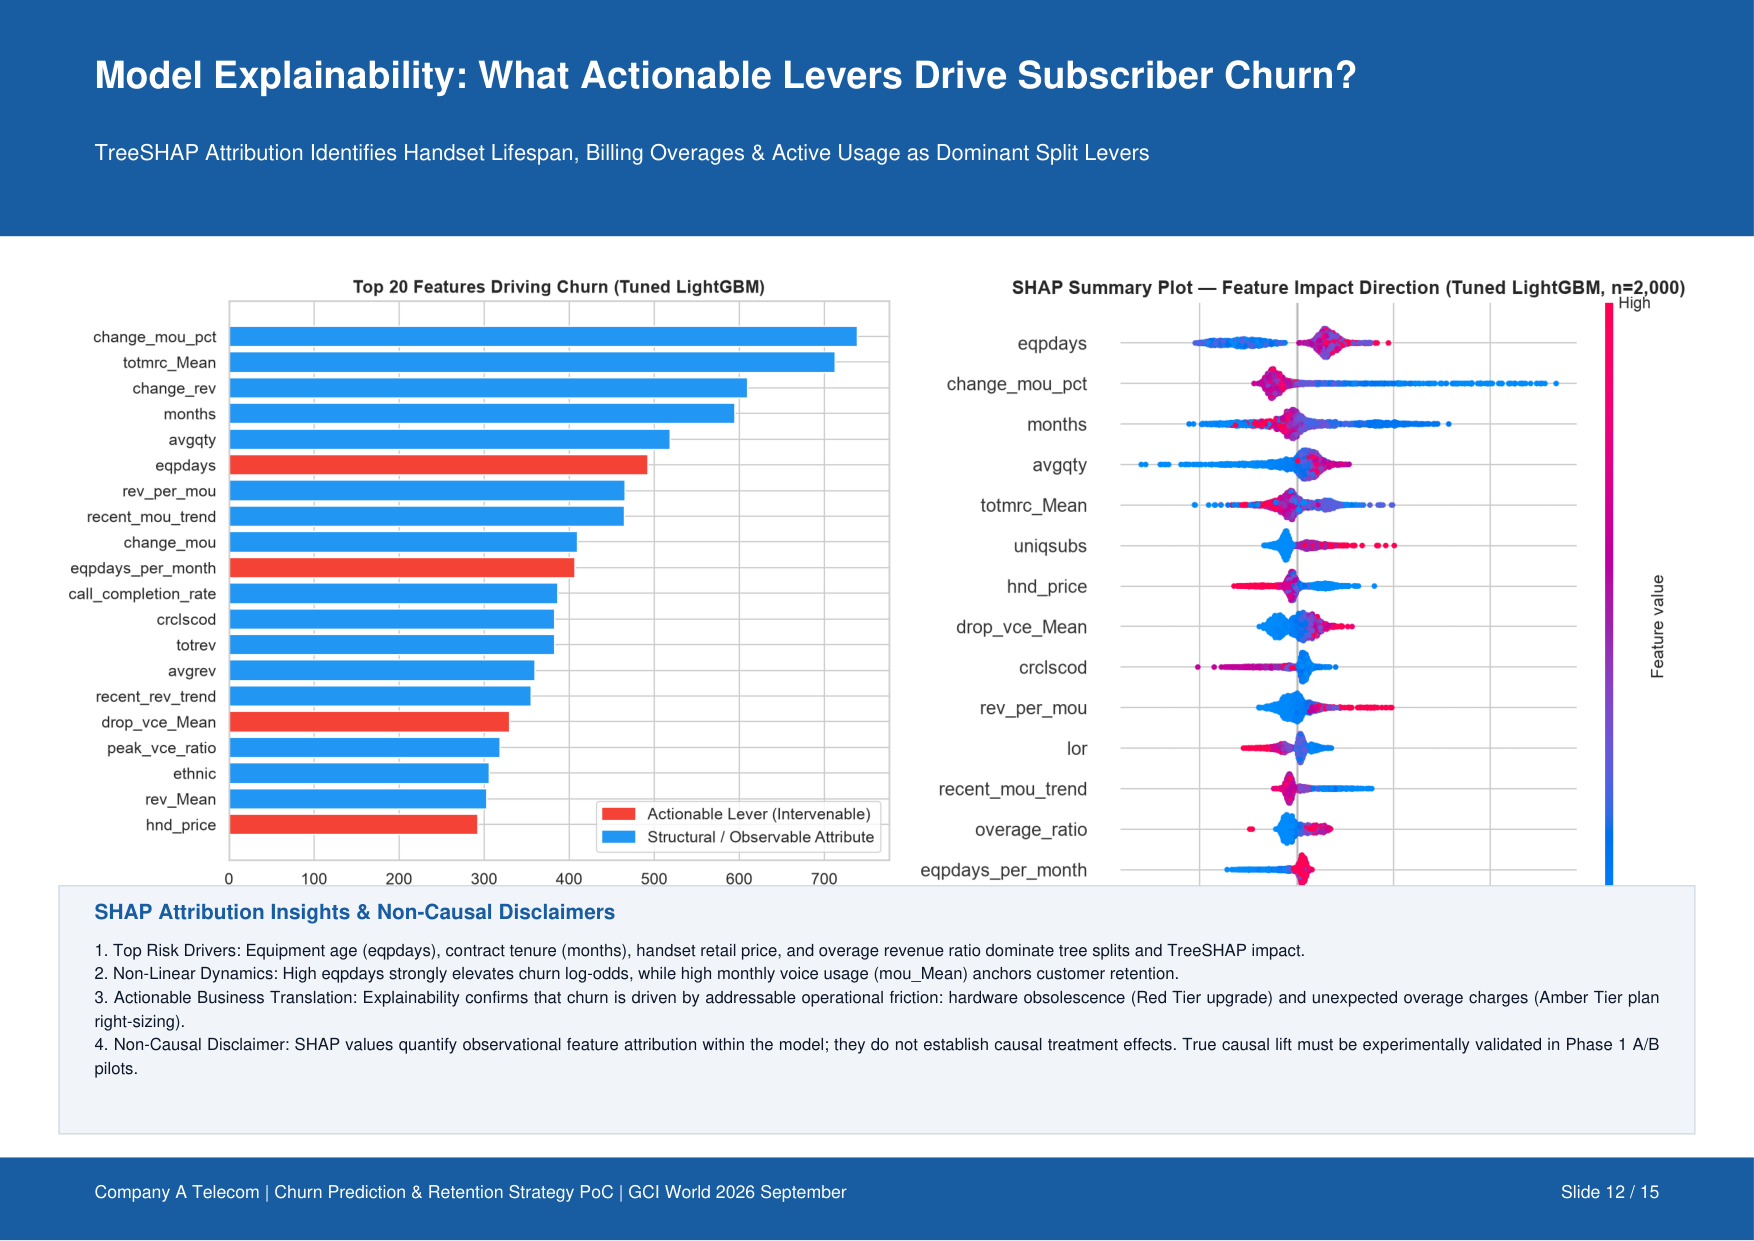 Model Explainability: What Actionable Levers Drive Subscriber Churn?
TreeSHAP Attribution Identifies Handset Lifespan, Billing Overages & Active Usage as Dominant Split Levers
Top 20 Features Driving Churn (Tuned LightGBM)
change_mou_pct
totmrc_Mean
change_rev
months
avgqty
eqpdays
rev_per_mou
recent_mou_trend
change_mou
eqpdays_per_month
call_completion_rate
crclscod
totrev
avgrev
recent_rev_trend
drop_vce_Mean
peak_vce_ratio
ethnic
rev_Mean
hnd_price
Actionable Lever (Intervenable)
Structural / Observable Attribute
0 100 200 300 400 500 600 700
SHAP Summary Plot — Feature Impact Direction (Tuned LightGBM, n=2,000)
High
eqpdays
change_mou_pct
months
avgqty
totmrc_Mean
uniqsubs
hnd_price
drop_vce_Mean
crclscod
rev_per_mou
lor
recent_mou_trend
overage_ratio
eqpdays_per_month
Feature value
SHAP Attribution Insights & Non-Causal Disclaimers
1. Top Risk Drivers: Equipment age (eqpdays), contract tenure (months), handset retail price, and overage revenue ratio dominate tree splits and TreeSHAP impact.
2. Non-Linear Dynamics: High eqpdays strongly elevates churn log-odds, while high monthly voice usage (mou_Mean) anchors customer retention.
3. Actionable Business Translation: Explainability confirms that churn is driven by addressable operational friction: hardware obsolescence (Red Tier upgrade) and unexpected overage charges (Amber Tier plan
right-sizing).
4. Non-Causal Disclaimer: SHAP values quantify observational feature attribution within the model; they do not establish causal treatment effects. True causal lift must be experimentally validated in Phase 1 A/B
pilots.
Company A Telecom | Churn Prediction & Retention Strategy PoC | GCI World 2026 September
Slide 12 / 15